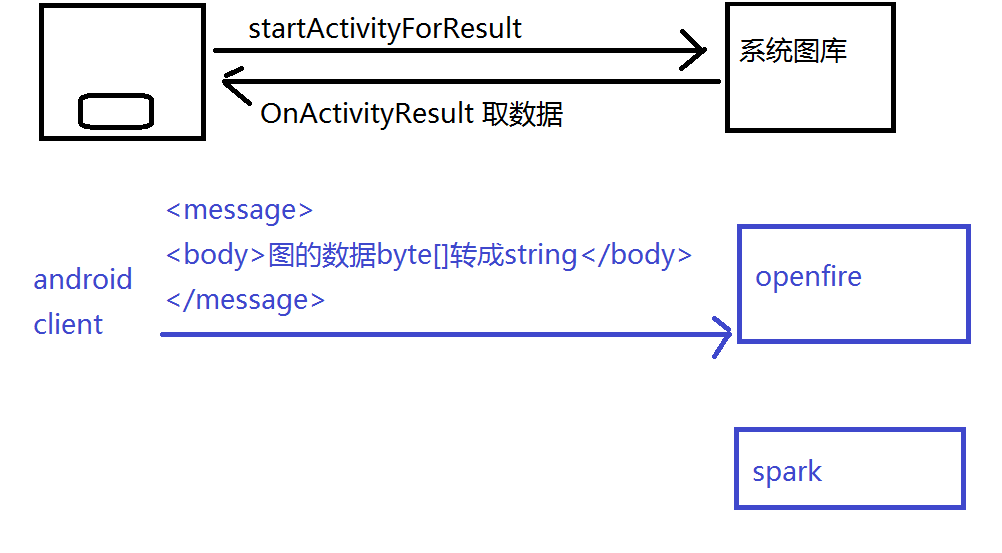 startActivityForResult
系统图库
OnActivityResult 取数据
<message>
<body>图的数据byte[]转成string</body>
</message>
android
client
openfire
spark